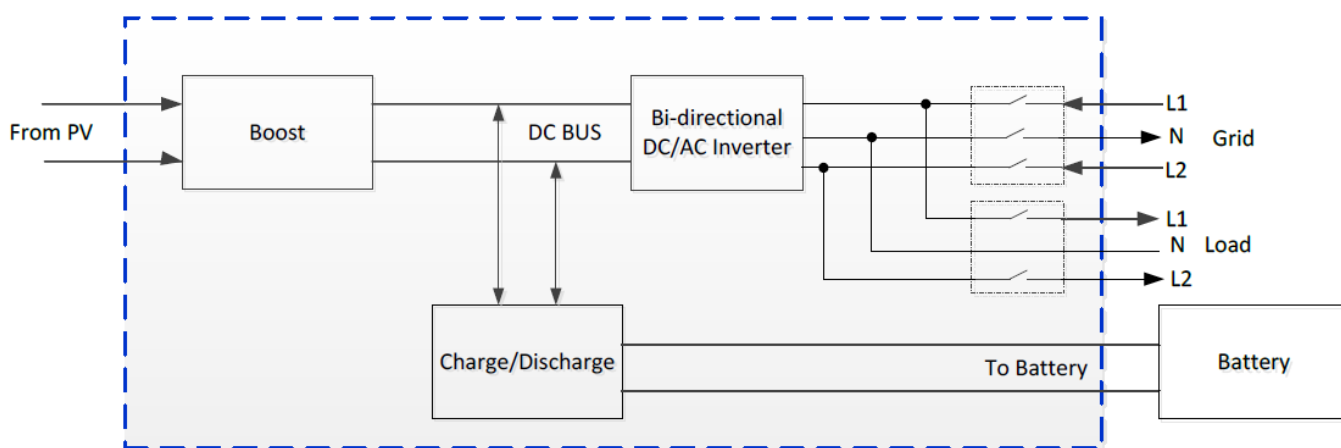 From PV
Boost
DC BUS
Bi-directional
DC/AC Inverter
L1
N Grid
L2
L1
N Load
L2
Charge/Discharge
To Battery
Battery